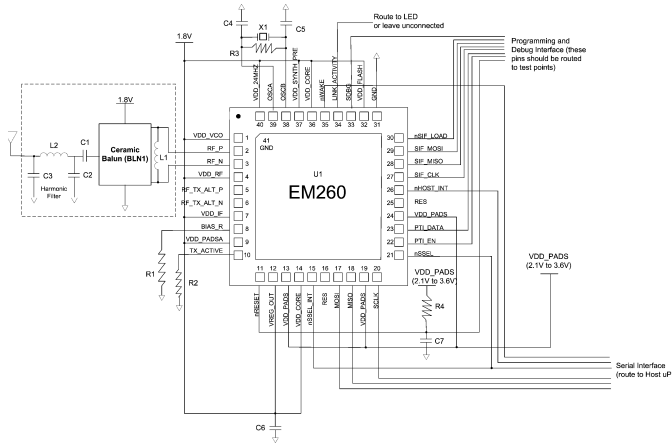 C4
X1
C5
Route to LED
or leave unconnected
Programming and
Debug Interface (these
pins should be routed
to test points)
1.8V
R3
VDD_24MHZ
OSCA
OSCB
VDD_SYNTH_PRE
VDD_CORE
nWAKE
LINK_ACTIVITY
SDBG
VDD_FLASH
GND
40
39
38
37
36
35
34
33
32
31
1.8V
L2
C1
Ceramic
Balun (BLN1)
L1
C3
C2
Harmonic
Filter
VDD_VCO
1
RF_P
2
RF_N
3
VDD_RF
4
RF_TX_ALT_P
5
RF_TX_ALT_N
6
VDD_IF
7
BIAS_R
8
VDD_PADSA
9
TX_ACTIVE
10
41
GND
U1
EM260
30
nSIF_LOAD
29
SIF_MOSI
28
SIF_MISO
27
SIF_CLK
26
nHOST_INT
25
RES
24
VDD_PADS
23
PTI_DATA
22
PTI_EN
21
nSSEL
R1
R2
11
12
13
14
15
16
17
18
19
20
nRESET
VREG_OUT
VDD_PADS
VDD_CORE
nSSEL_INT
RES
MOSI
MISO
VDD_PADS
SCLK
VDD_PADS
(2.1V to 3.6V)
R4
C7
VDD_PADS
(2.1V to 3.6V)
Serial Interface
(route to Host uP
C6